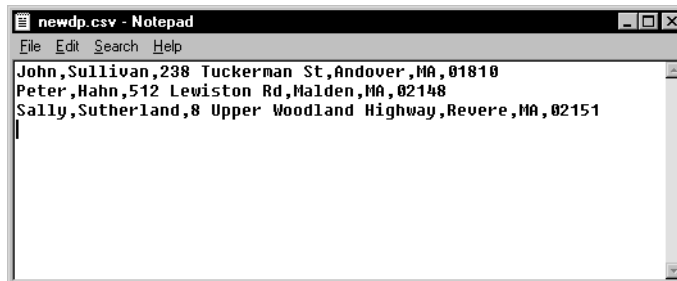 newdp.csv - Notepad
File Edit Search Help
John,Sullivan,238 Tuckerman St,Andover,MA,01810
Peter,Hahn,512 Lewiston Rd,Malden,MA,02148
Sally,Sutherland,8 Upper Woodland Highway,Revere,MA,02151